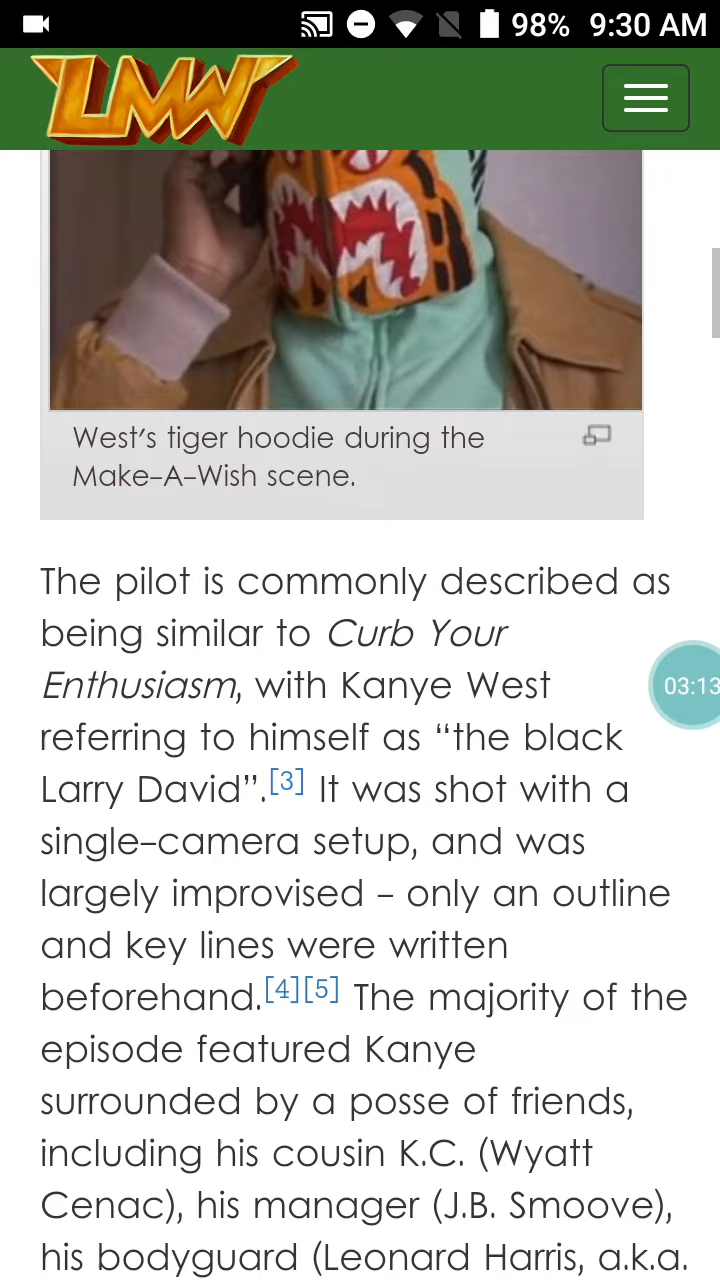 98% 9:30 AM
LMW
West's tiger hoodie during the
Make-A-Wish scene.
The pilot is commonly described as
being similar to Curb Your
Enthusiasm, with Kanye West
referring to himself as “the black
Larry David”.[3] It was shot with a
single-camera setup, and was
largely improvised - only an outline
and key lines were written
beforehand.[4][5] The majority of the
episode featured Kanye
surrounded by a posse of friends,
including his cousin K.C. (Wyatt
Cenac), his manager (J.B. Smoove),
his bodyguard (Leonard Harris, a.k.a.
03:13